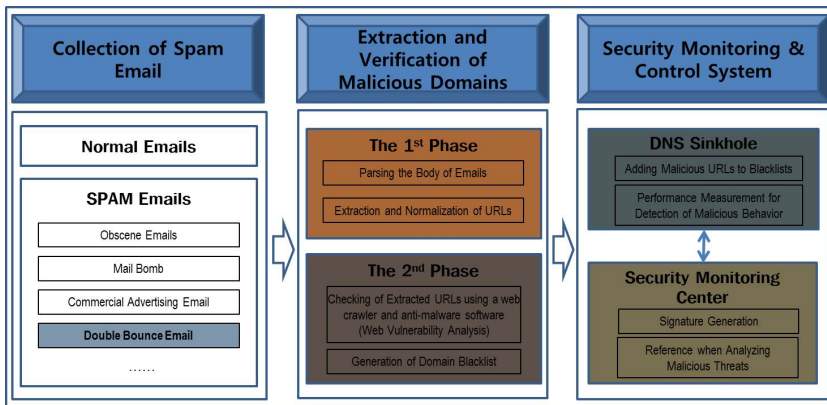 Collection of Spam
Email
Normal Emails
SPAM Emails
Obscene Emails
Mail Bomb
Commercial Advertising Email
Double Bounce Email
......
Extraction and
Verification of
Malicious Domains
The 1st Phase
Parsing the Body of Emails
Extraction and Normalization of URLs
The 2nd Phase
Checking of Extracted URLs using a web
crawler and anti-malware software
(Web Vulnerability Analysis)
Generation of Domain Blacklist
Security Monitoring &
Control System
DNS Sinkhole
Adding Malicious URLs to Blacklists
Performance Measurement for
Detection of Malicious Behavior
Security Monitoring
Center
Signature Generation
Reference when Analyzing
Malicious Threats